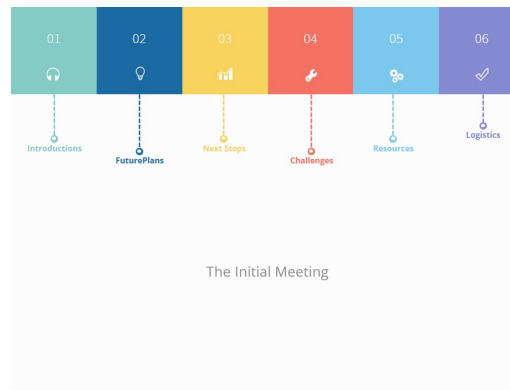 01 02 03 04 05 06
Introductions FuturePlans Next Steps Challenges Resources Logistics
The Initial Meeting